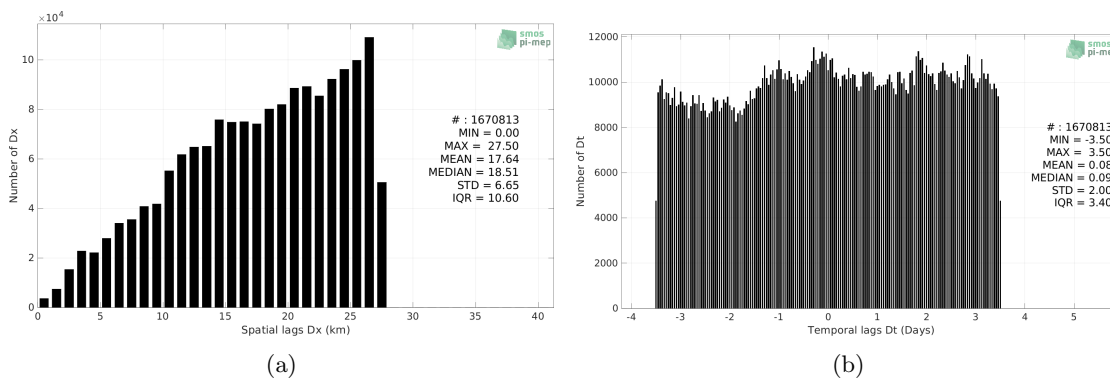 ×10⁴
10
8
6
4
2
0
Number of Dx
0 5 10 15 20 25 30 35 40
Spatial lags Dx (km)
smos
pi-mep
# : 1670813
MIN = 0.00
MAX = 27.50
MEAN = 17.64
MEDIAN = 18.51
STD = 6.65
IQR = 10.60
(a)
12000
10000
8000
6000
4000
2000
0
Number of Dt
-4 -3 -2 -1 0 1 2 3 4 5
Temporal lags Dt (Days)
smos
pi-me
# : 1670813
MIN = -3.50
MAX = 3.50
MEAN = 0.08
MEDIAN = 0.09
STD = 2.00
IQR = 3.40
(b)